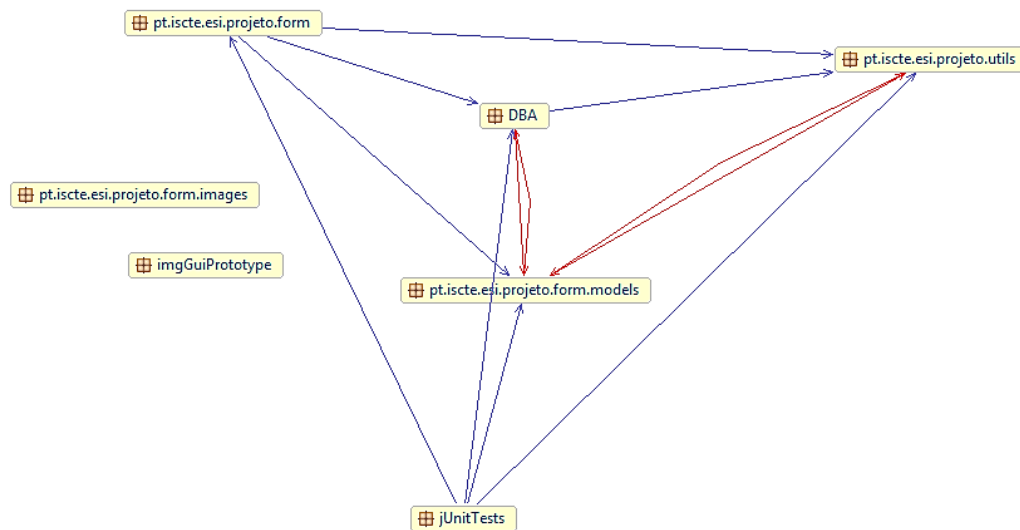 pt.iscte.esi.projeto.form
pt.iscte.esi.projeto.utils
DBA
pt.iscte.esi.projeto.form.images
imgGuiPrototype
pt.iscte.esi.projeto.form.models
jUnitTests